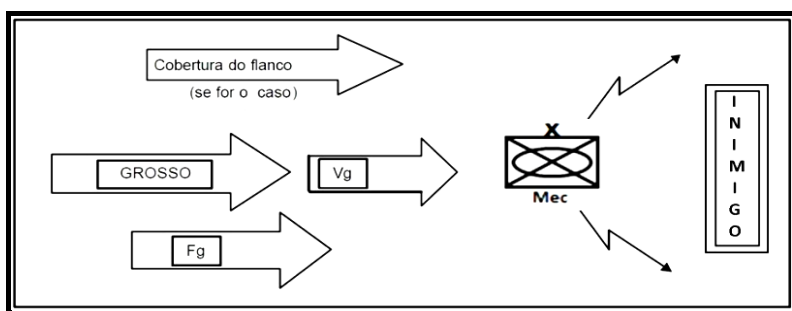 Cobertura do flanco
(se for o caso)
GROSSO
Vg
X
Mec
Fg
I
N
I
M
I
G
O